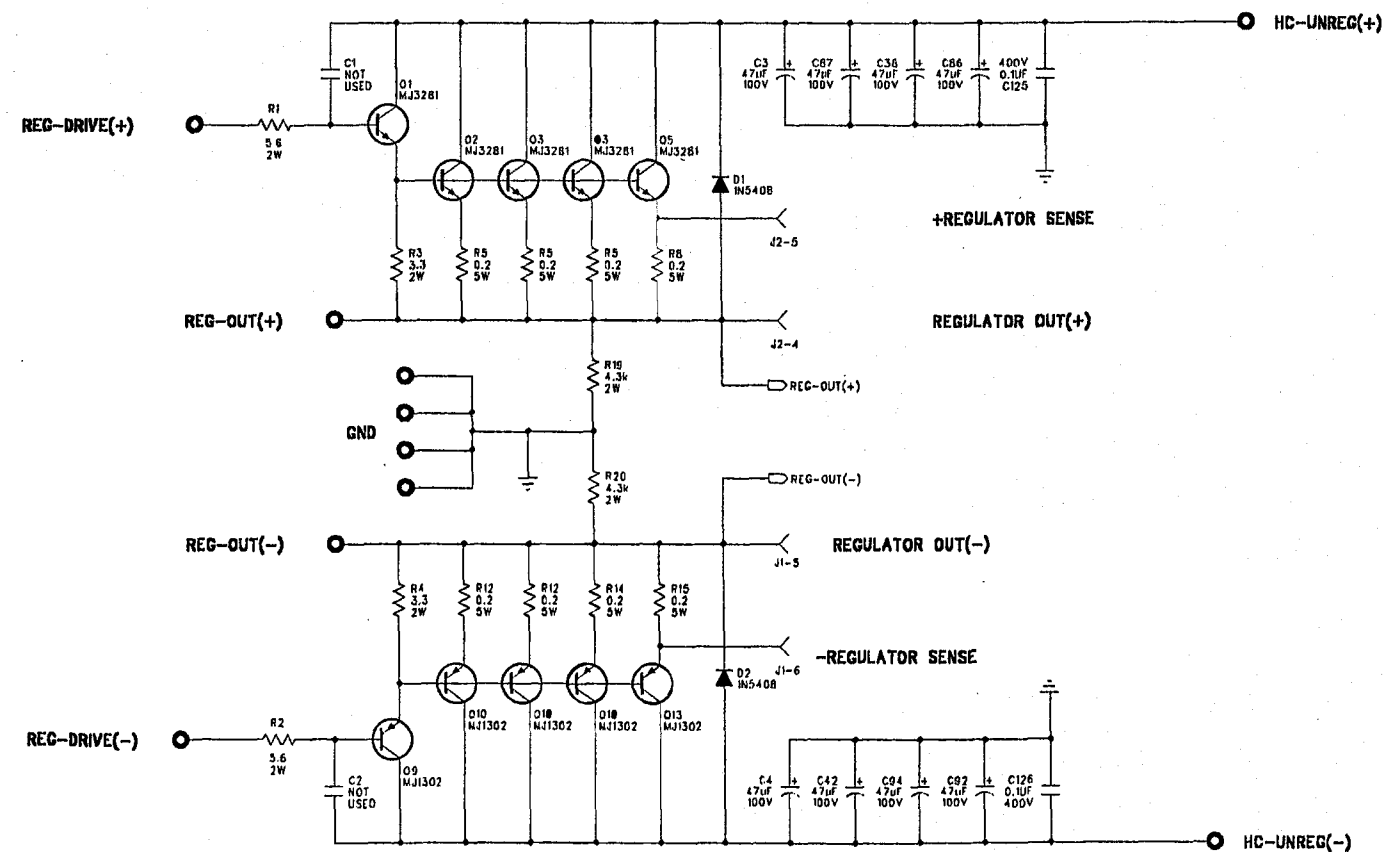 HC-UNREG(+)
C1
NOT
USED
Q1
MJ3281
C3
47uF
100V
C87
47uF
100V
C38
47uF
100V
C86
47uF
100V
400V
0.1UF
C125
REG-DRIVE(+)
R1
5.6
2W
Q2
MJ3281
Q3
MJ3281
Q3
MJ3281
Q5
MJ3281
D1
1N5408
J2-5
+REGULATOR SENSE
R3
3.3
2W
R5
0.2
5W
R5
0.2
5W
R5
0.2
5W
R8
0.2
5W
REG-OUT(+)
J2-4
REGULATOR OUT(+)
R19
4.3k
2W
REG-OUT(+)
GND
R20
4.3k
2W
REG-OUT(-)
REG-OUT(-)
J1-5
REGULATOR OUT(-)
R4
3.3
2W
R12
0.2
5W
R12
0.2
5W
R14
0.2
5W
R15
0.2
5W
J1-6
-REGULATOR SENSE
D2
1N5408
Q10
MJ1302
Q10
MJ1302
Q10
MJ1302
Q13
MJ1302
REG-DRIVE(-)
R2
5.6
2W
C2
NOT
USED
Q9
MJ1302
C4
47uF
100V
C42
47uF
100V
C94
47uF
100V
C92
47uF
100V
C126
0.1UF
400V
HC-UNREG(-)